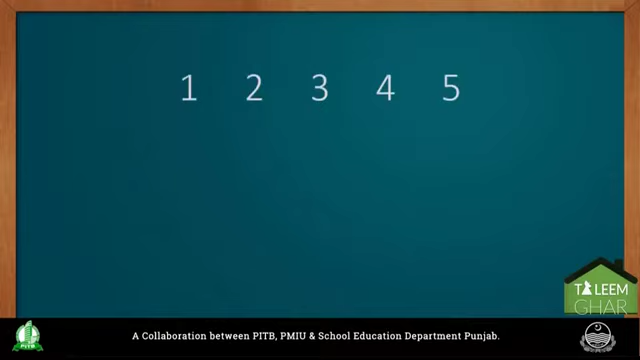 1 2 3 4 5
TALEEM
GHAR
PITB
A Collaboration between PITB, PMIU & School Education Department Punjab.